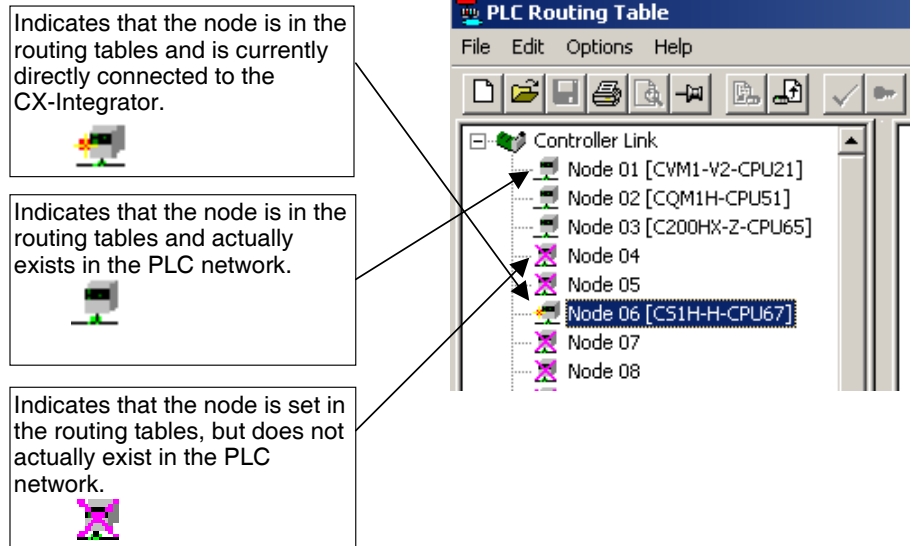 Indicates that the node is in the
routing tables and is currently
directly connected to the
CX-Integrator.
Indicates that the node is in the
routing tables and actually
exists in the PLC network.
Indicates that the node is set in
the routing tables, but does not
actually exist in the PLC
network.
PLC Routing Table
File Edit Options Help
Controller Link
Node 01 [CVM1-V2-CPU21]
Node 02 [CQM1H-CPU51]
Node 03 [C200HX-Z-CPU65]
Node 04
Node 05
Node 06 [CS1H-H-CPU67]
Node 07
Node 08